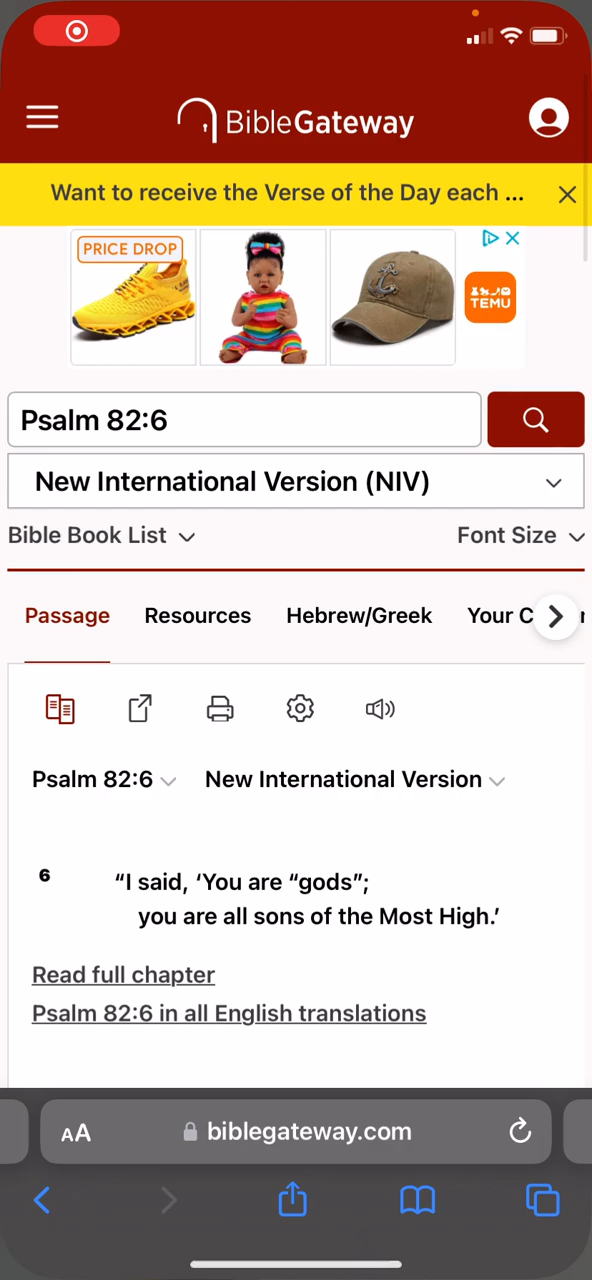 BibleGateway
Want to receive the Verse of the Day each ...
PRICE DROP
TEMU
Psalm 82:6
New International Version (NIV)
Bible Book List
Font Size
Passage Resources Hebrew/Greek Your C
Psalm 82:6 New International Version
6 “I said, ‘You are “gods”;
you are all sons of the Most High.’
Read full chapter
Psalm 82:6 in all English translations
AA biblegateway.com